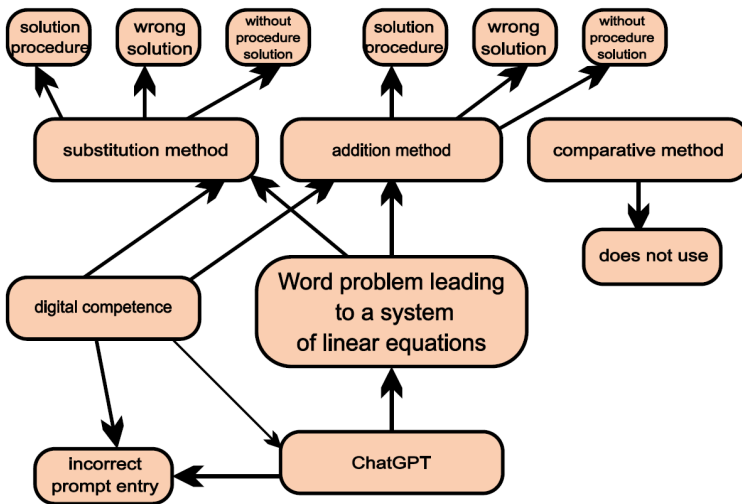 solution
procedure
wrong
solution
without
procedure
solution
solution
procedure
wrong
solution
without
procedure
solution
substitution method
addition method
comparative method
does not use
digital competence
Word problem leading
to a system
of linear equations
incorrect
prompt entry
ChatGPT